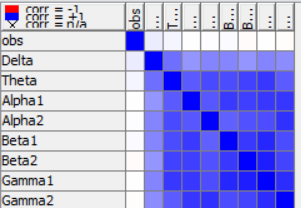 corr = -1
corr = +1
corr = n/a
obs
...
T...
...
...
B...
B...
...
...
obs
Delta
Theta
Alpha1
Alpha2
Beta1
Beta2
Gamma1
Gamma2